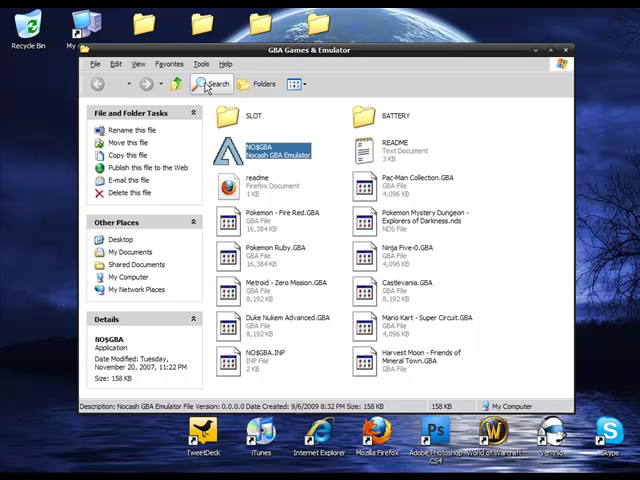 Recycle Bin
My
GBA Games & Emulator
File Edit View Favorites Tools Help
Search Folders
File and Folder Tasks
Rename this file
Move this file
Copy this file
Publish this file to the Web
E-mail this file
Delete this file
Other Places
Desktop
My Documents
Shared Documents
My Computer
My Network Places
Details
NO$GBA
Application
Date Modified: Tuesday,
November 20, 2007, 11:22 PM
Size: 158 KB
SLOT
BATTERY
NO$GBA
Nocash GBA Emulator
README
Text Document
3 KB
readme
Firefox Document
1 KB
Pac-Man Collection.GBA
GBA File
4,096 KB
Pokemon - Fire Red.GBA
GBA File
16,384 KB
Pokemon Mystery Dungeon -
Explorers of Darkness.nds
NDS File
Pokemon Ruby.GBA
GBA File
16,384 KB
Ninja Five-0.GBA
GBA File
4,096 KB
Metroid - Zero Mission.GBA
GBA File
8,192 KB
Castlevania.GBA
GBA File
8,192 KB
Duke Nukem Advanced.GBA
GBA File
8,192 KB
Mario Kart - Super Circuit.GBA
GBA File
4,096 KB
NO$GBA.INP
INP File
2 KB
Harvest Moon - Friends of
Mineral Town.GBA
GBA File
Description: Nocash GBA Emulator File Version: 0.0.0.0 Date Created: 9/6/2009 8:32 PM Size: 158 KB 158 KB My Computer
TweetDeck
iTunes
Internet Explorer
Mozilla Firefox
Adobe Photoshop
CS4
World of Warcraft
Ventrilo
Skype